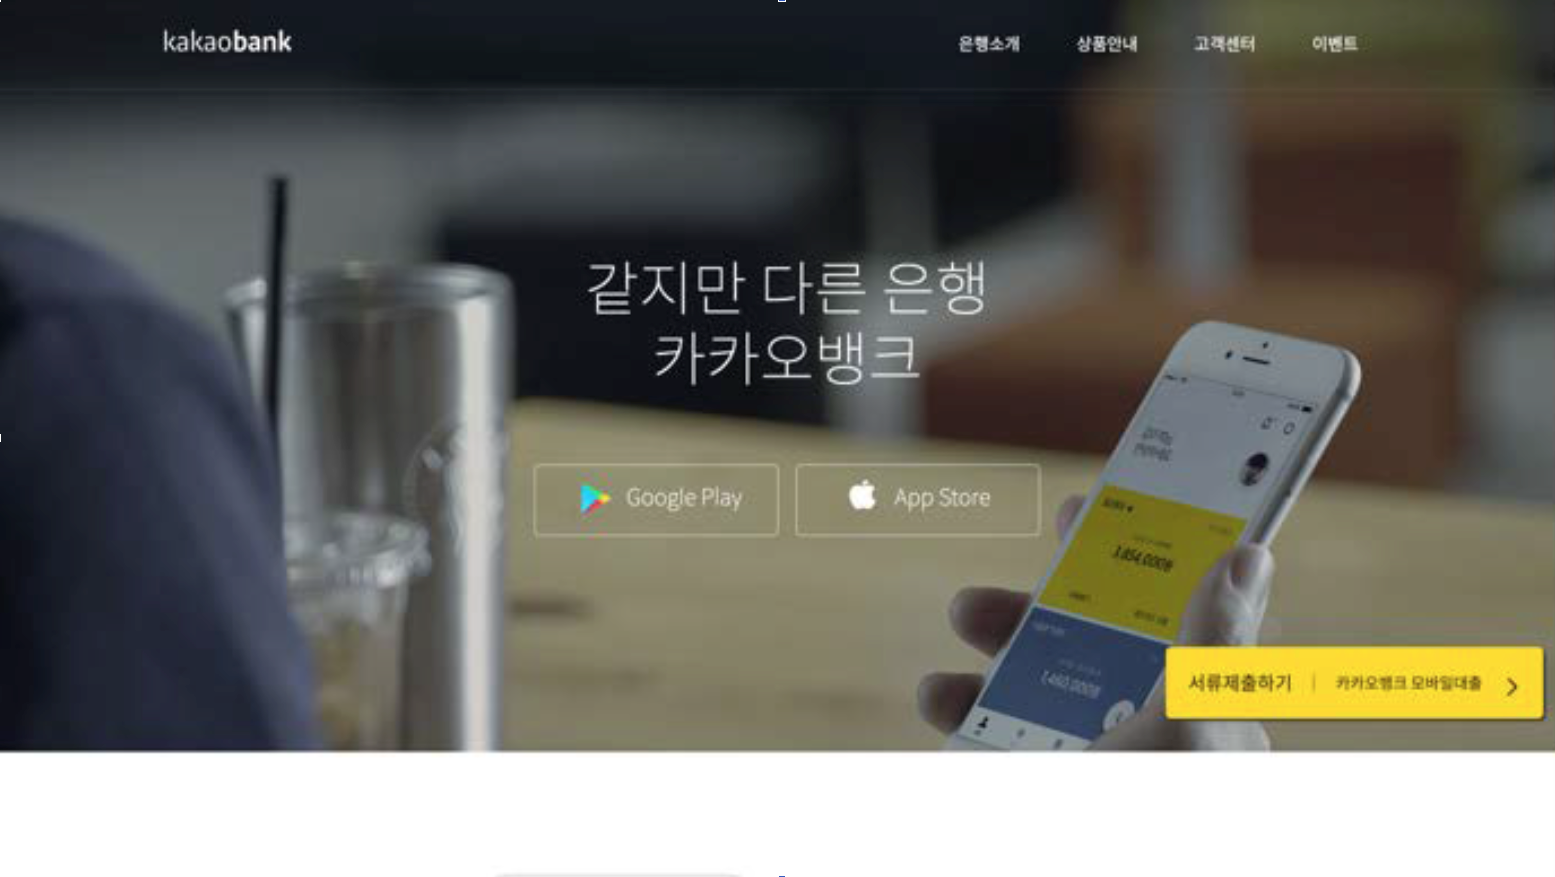 kakaobank
은행소개 상품안내 고객센터 이벤트
같지만 다른 은행
카카오뱅크
Google Play App Store
3,854,000원
1,460,000원
서류제출하기 | 카카오뱅크 모바일대출